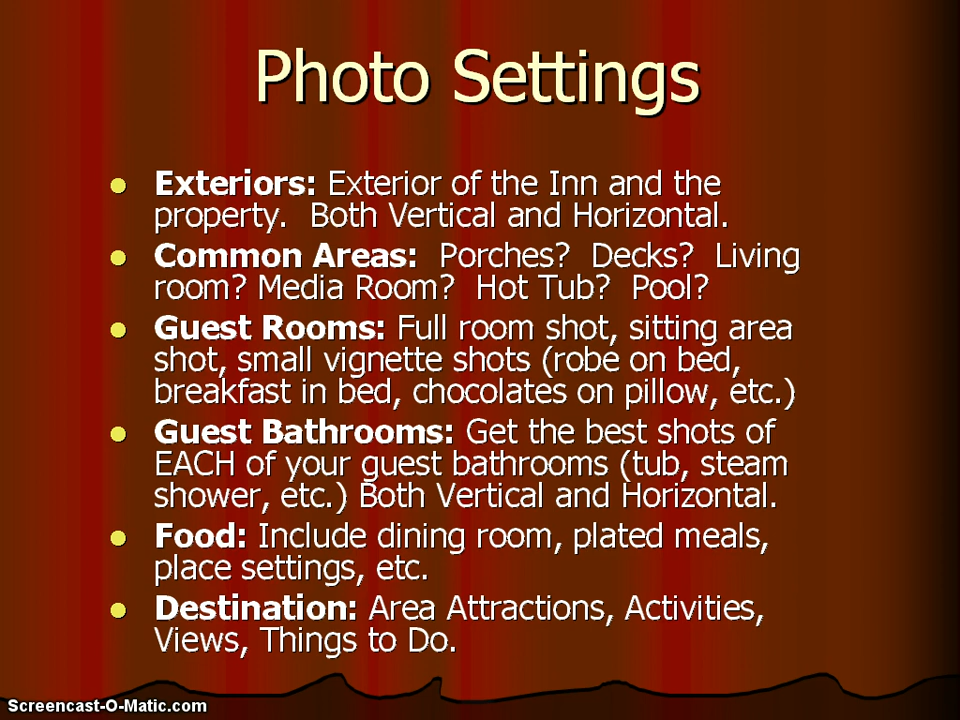 Photo Settings
Exteriors: Exterior of the Inn and the
property.  Both Vertical and Horizontal.
Common Areas:  Porches?  Decks?  Living
room? Media Room?  Hot Tub?  Pool?
Guest Rooms: Full room shot, sitting area
shot, small vignette shots (robe on bed,
breakfast in bed, chocolates on pillow, etc.)
Guest Bathrooms: Get the best shots of
EACH of your guest bathrooms (tub, steam
shower, etc.) Both Vertical and Horizontal.
Food: Include dining room, plated meals,
place settings, etc.
Destination: Area Attractions, Activities,
Views, Things to Do.
Screencast-O-Matic.com